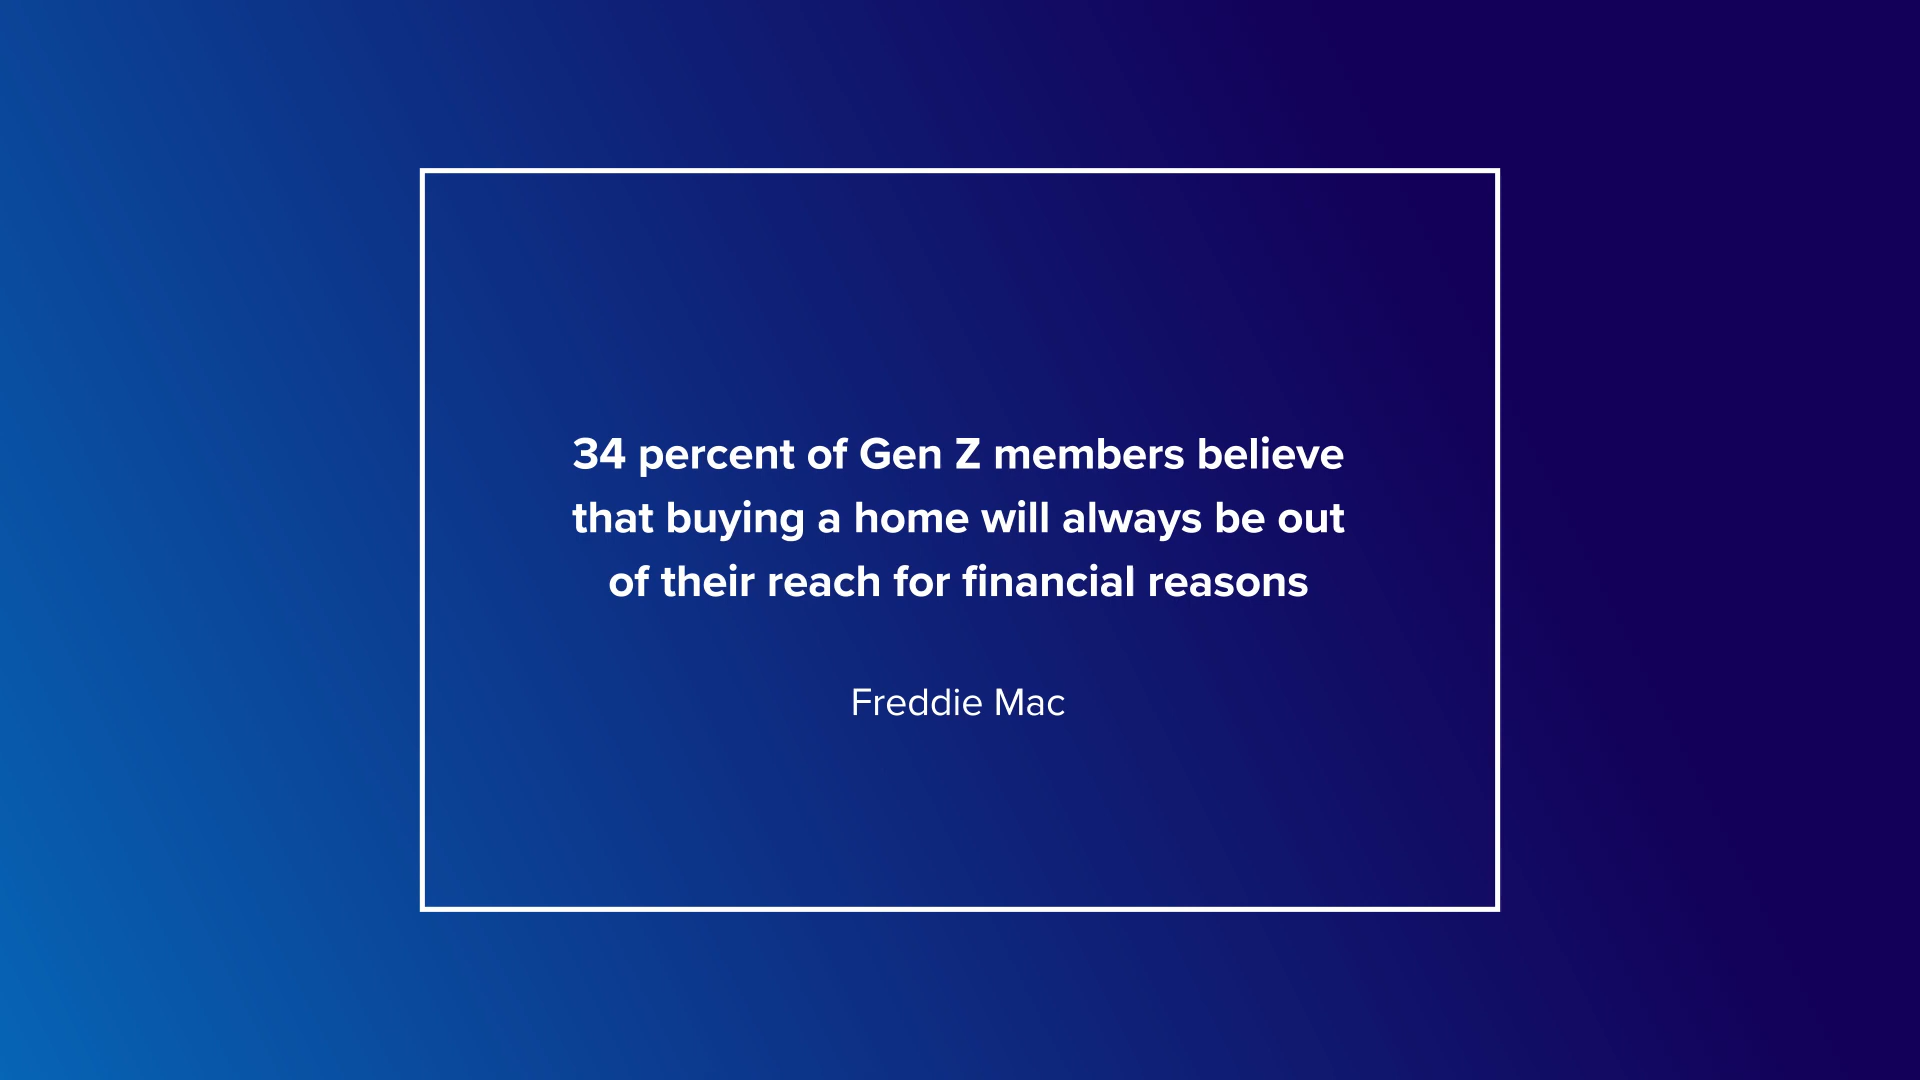 34 percent of Gen Z members believe
that buying a home will always be out
of their reach for financial reasons
Freddie Mac